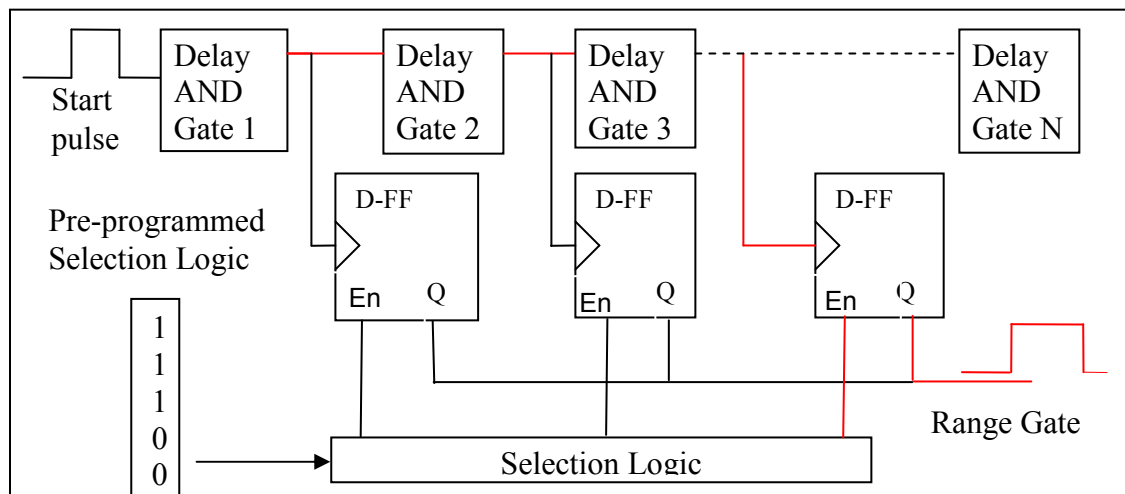 Start
pulse
Delay
AND
Gate 1
Delay
AND
Gate 2
Delay
AND
Gate 3
Delay
AND
Gate N
D-FF
En Q
D-FF
En Q
D-FF
En Q
Pre-programmed
Selection Logic
1
1
1
0
0
Selection Logic
Range Gate